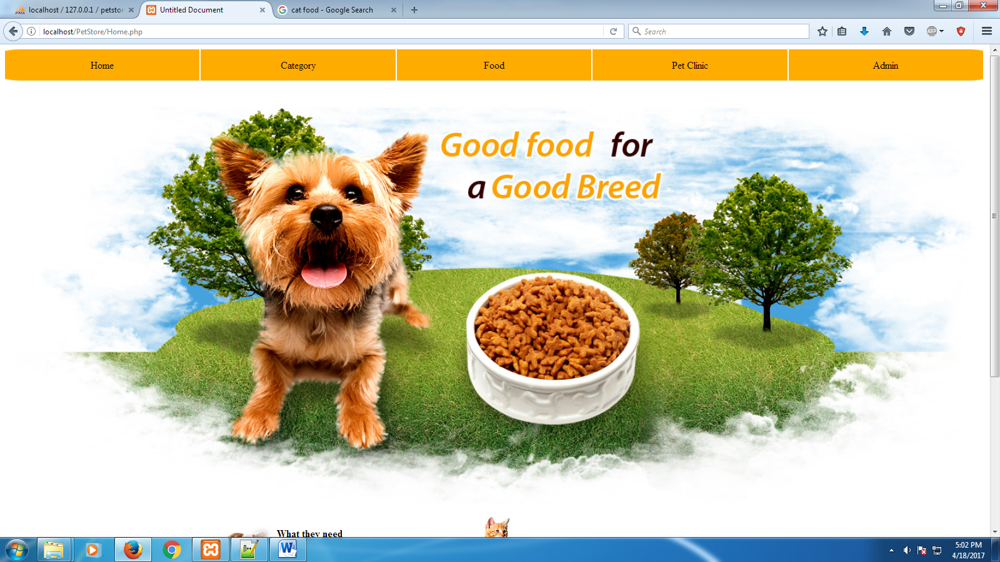 localhost / 127.0.0.1 / petstor
Untitled Document
cat food - Google Search
localhost/PetStore/Home.php
Search
ABP
Home
Category
Food
Pet Clinic
Admin
Good food for
a Good Breed
What they need
5:02 PM
4/18/2017